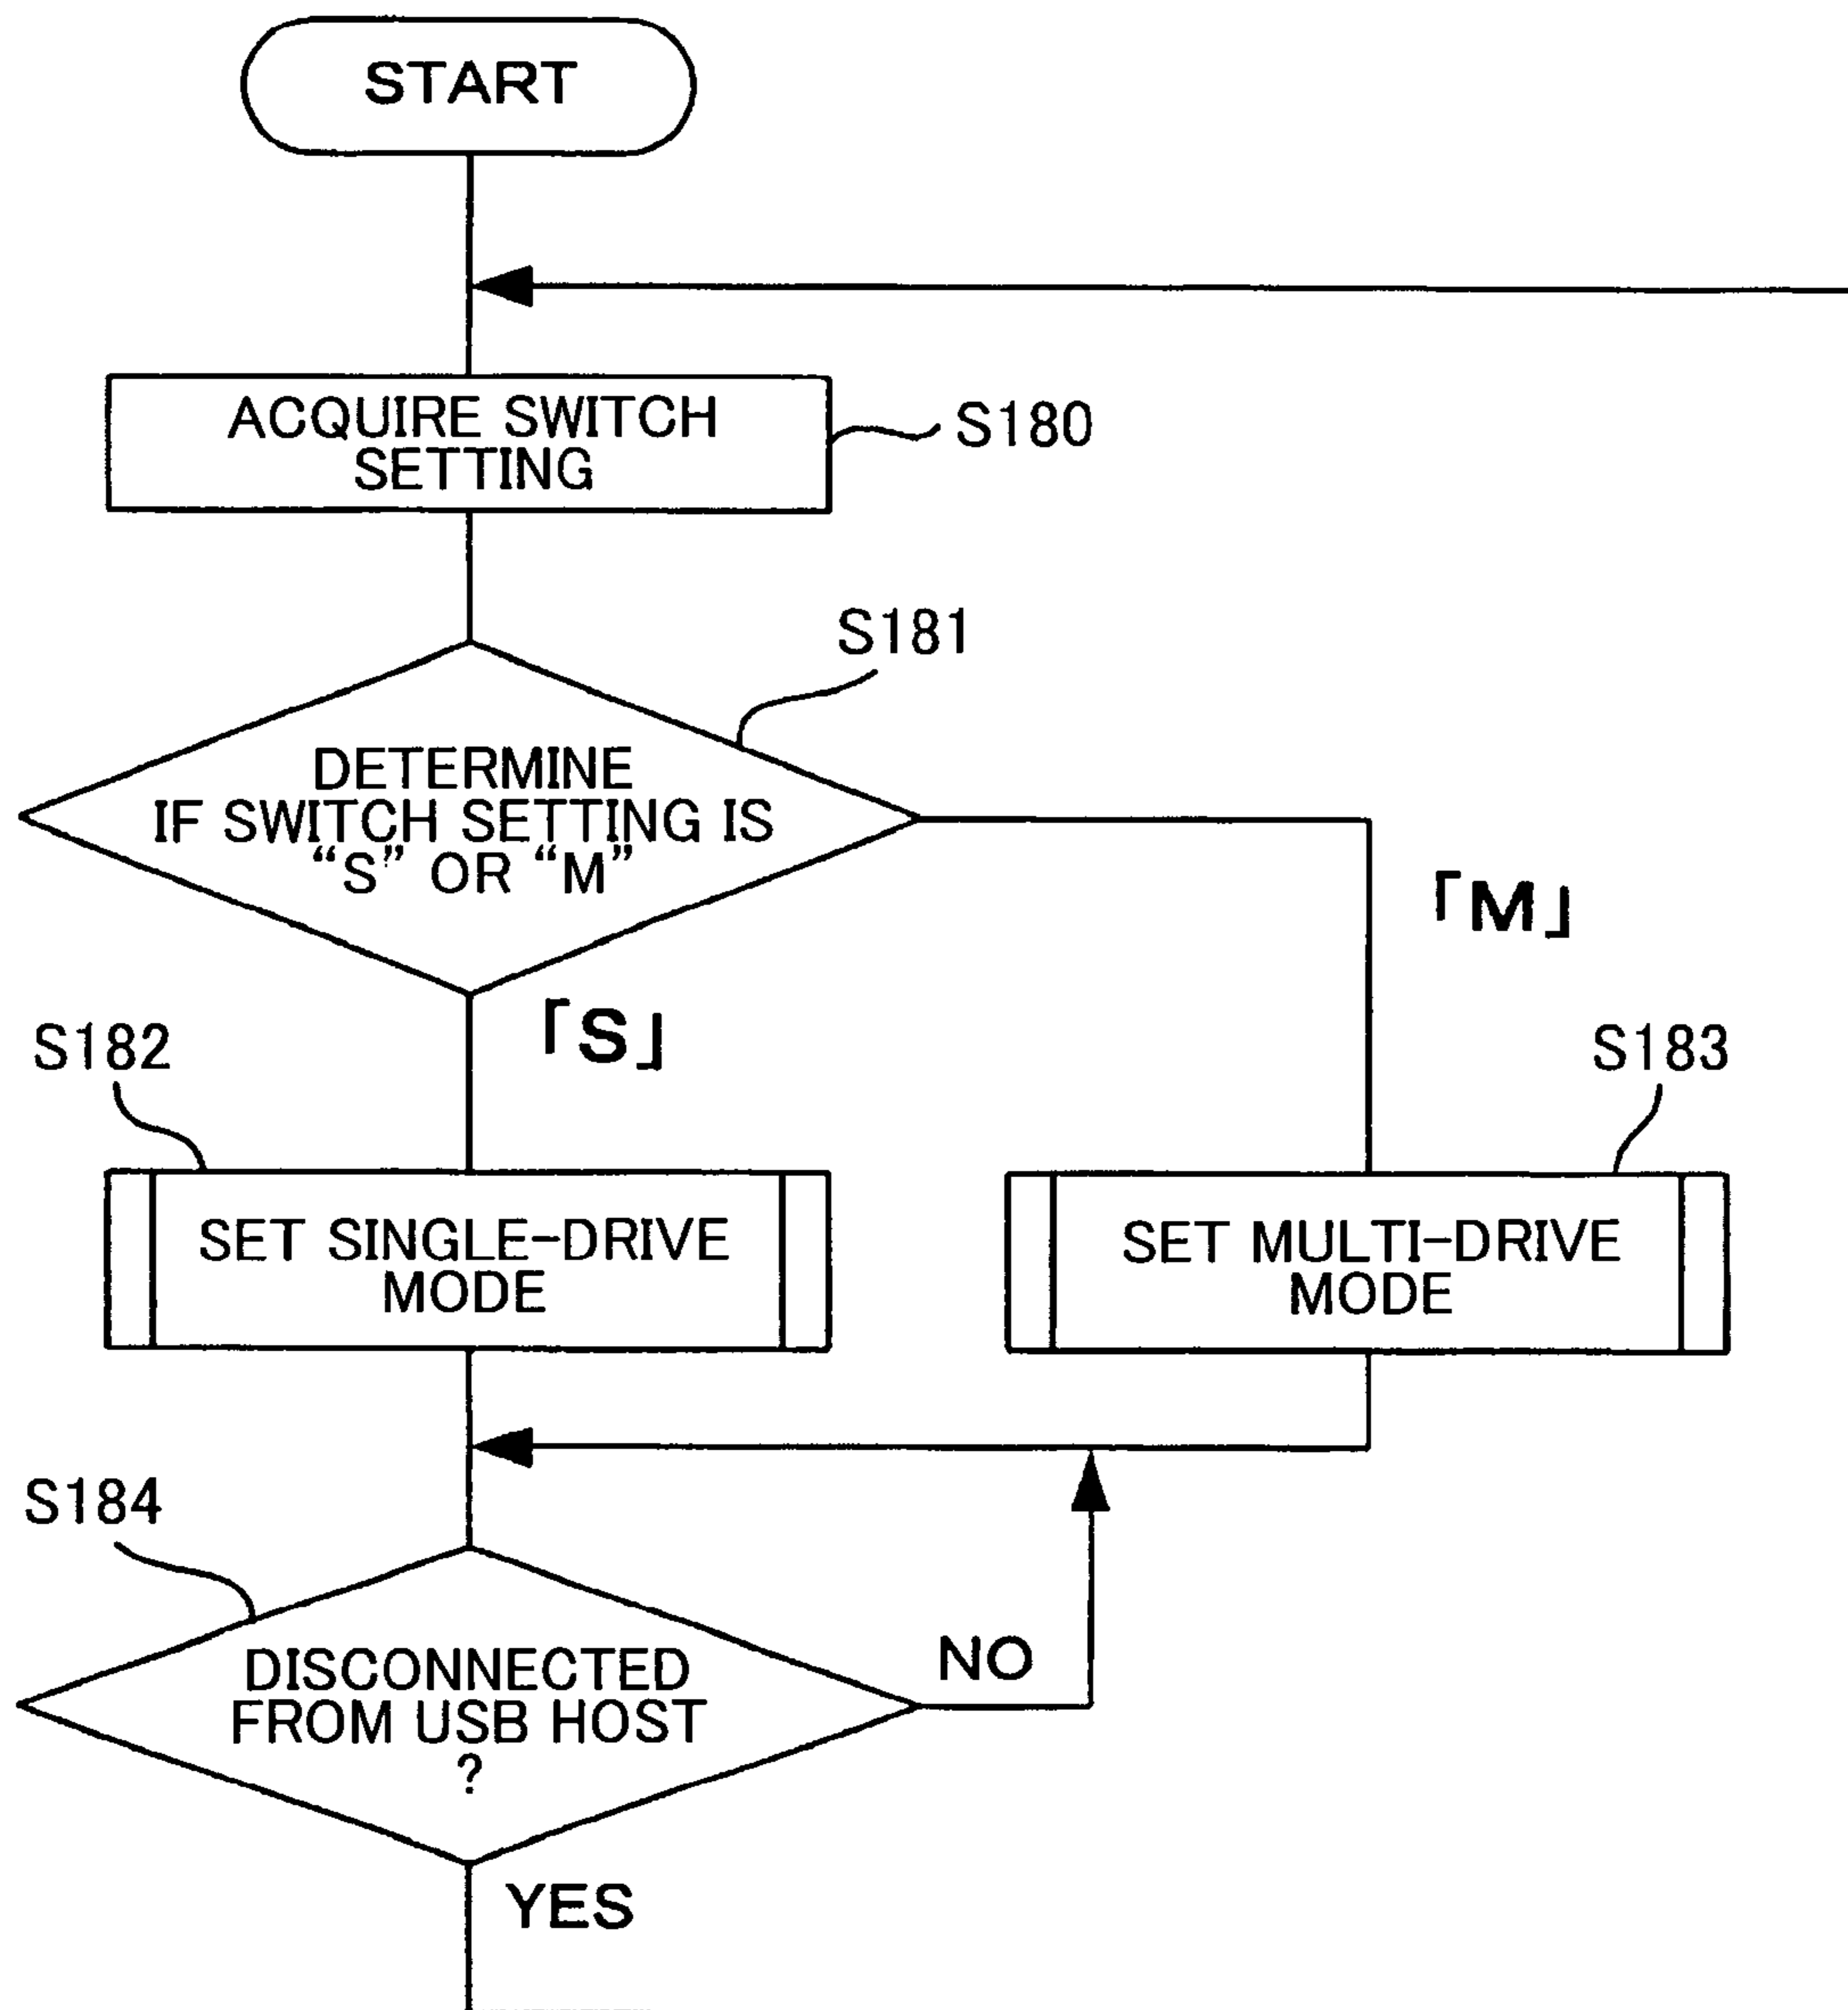 START
ACQUIRE SWITCH
SETTING
S180
S181
DETERMINE
IF SWITCH SETTING IS
“S” OR “M”
「M」
「S」
S182
S183
SET SINGLE-DRIVE
MODE
SET MULTI-DRIVE
MODE
S184
DISCONNECTED
FROM USB HOST
?
NO
YES